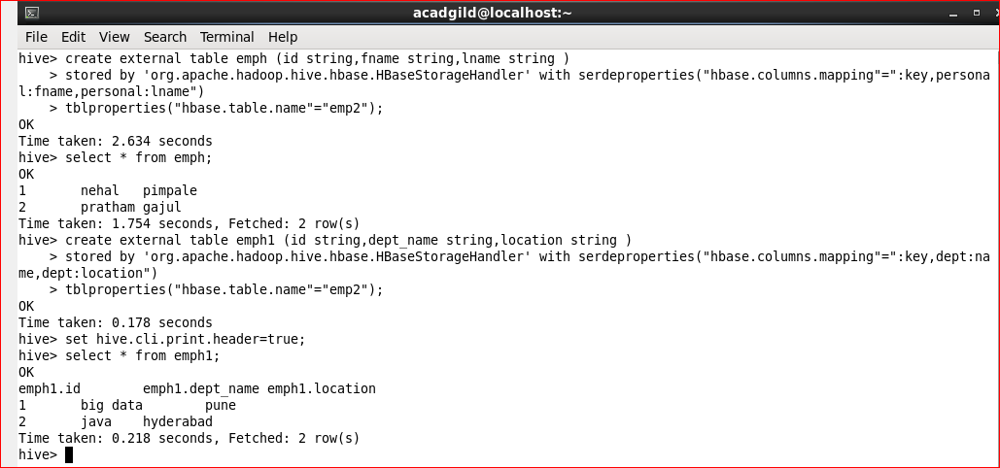 acadgild@localhost:~
File Edit View Search Terminal Help
hive> create external table emph (id string,fname string,lname string )
    > stored by 'org.apache.hadoop.hive.hbase.HBaseStorageHandler' with serdeproperties("hbase.columns.mapping"=":key,persona
l:fname,personal:lname")
    > tblproperties("hbase.table.name"="emp2");
OK
Time taken: 2.634 seconds
hive> select * from emph;
OK
1       nehal   pimpale
2       pratham gajul
Time taken: 1.754 seconds, Fetched: 2 row(s)
hive> create external table emph1 (id string,dept_name string,location string )
    > stored by 'org.apache.hadoop.hive.hbase.HBaseStorageHandler' with serdeproperties("hbase.columns.mapping"=":key,dept:na
me,dept:location")
    > tblproperties("hbase.table.name"="emp2");
OK
Time taken: 0.178 seconds
hive> set hive.cli.print.header=true;
hive> select * from emph1;
OK
emph1.id        emph1.dept_name emph1.location
1       big data        pune
2       java    hyderabad
Time taken: 0.218 seconds, Fetched: 2 row(s)
hive>